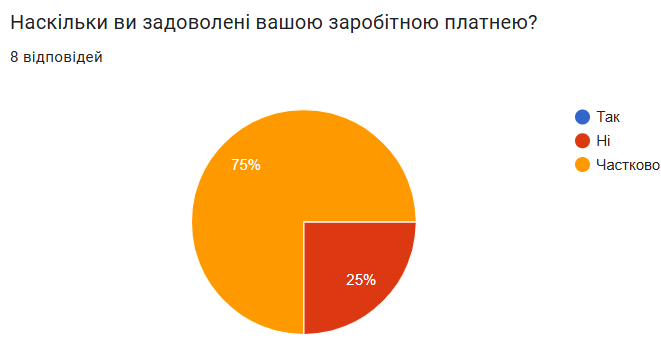 Наскільки ви задоволені вашою заробітною платнею?
8 відповідей
Так
Ні
Частково
75%
25%